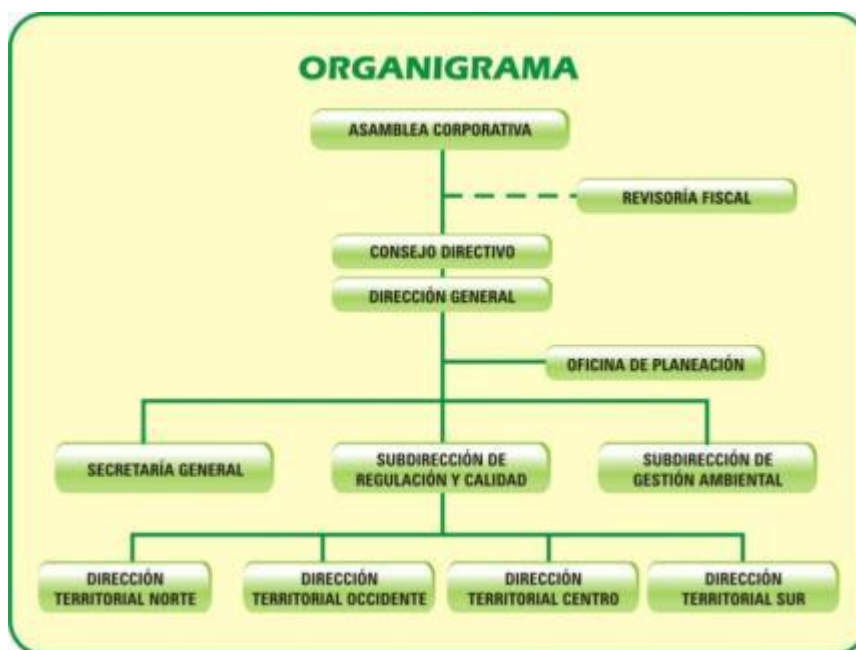 ORGANIGRAMA
ASAMBLEA CORPORATIVA
REVISORÍA FISCAL
CONSEJO DIRECTIVO
DIRECCIÓN GENERAL
OFICINA DE PLANEACIÓN
SECRETARÍA GENERAL
SUBDIRECCIÓN DE
REGULACIÓN Y CALIDAD
SUBDIRECCIÓN DE
GESTIÓN AMBIENTAL
DIRECCIÓN
TERRITORIAL NORTE
DIRECCIÓN
TERRITORIAL OCCIDENTE
DIRECCIÓN
TERRITORIAL CENTRO
DIRECCIÓN
TERRITORIAL SUR